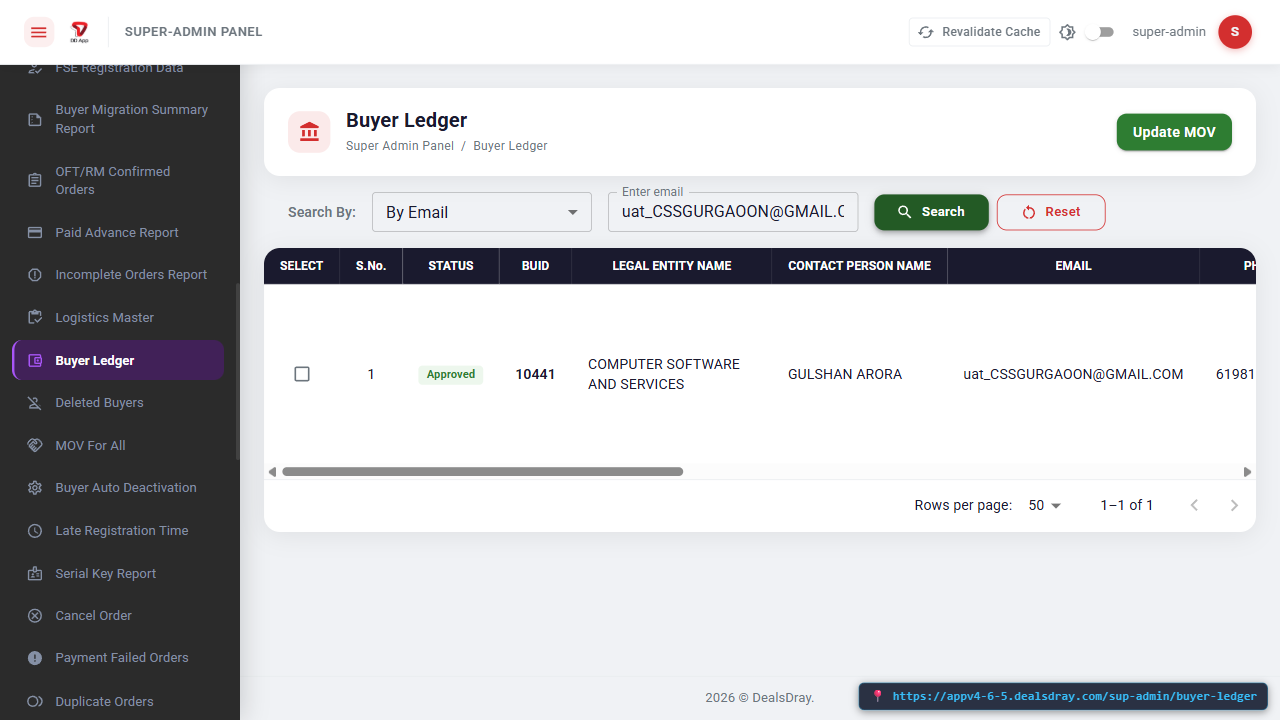 DD App
SUPER-ADMIN PANEL
Revalidate Cache
super-admin
S
FSE Registration Data
Buyer Migration Summary
Report
OFT/RM Confirmed
Orders
Paid Advance Report
Incomplete Orders Report
Logistics Master
Buyer Ledger
Deleted Buyers
MOV For All
Buyer Auto Deactivation
Late Registration Time
Serial Key Report
Cancel Order
Payment Failed Orders
Duplicate Orders
Buyer Ledger
Super Admin Panel / Buyer Ledger
Update MOV
Search By:
By Email
Enter email
uat_CSSGURGAOON@GMAIL.C
Search
Reset
SELECT S.No. STATUS BUID LEGAL ENTITY NAME CONTACT PERSON NAME EMAIL PH
1 Approved 10441 COMPUTER SOFTWARE
AND SERVICES
GULSHAN ARORA uat_CSSGURGAOON@GMAIL.COM 61981
Rows per page: 50 1–1 of 1
2026 © DealsDray.
https://appv4-6-5.dealsdray.com/sup-admin/buyer-ledger